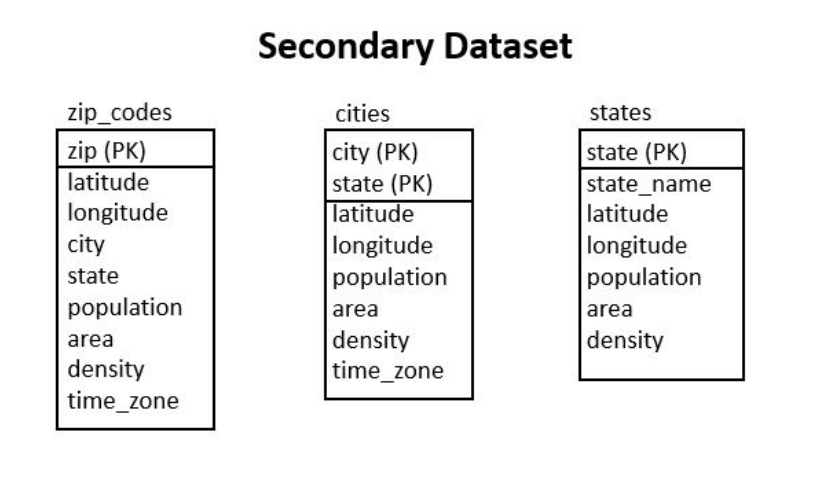 Secondary Dataset
zip_codes
zip (PK)
latitude
longitude
city
state
population
area
density
time_zone
cities
city (PK)
state (PK)
latitude
longitude
population
area
density
time_zone
states
state (PK)
state_name
latitude
longitude
population
area
density